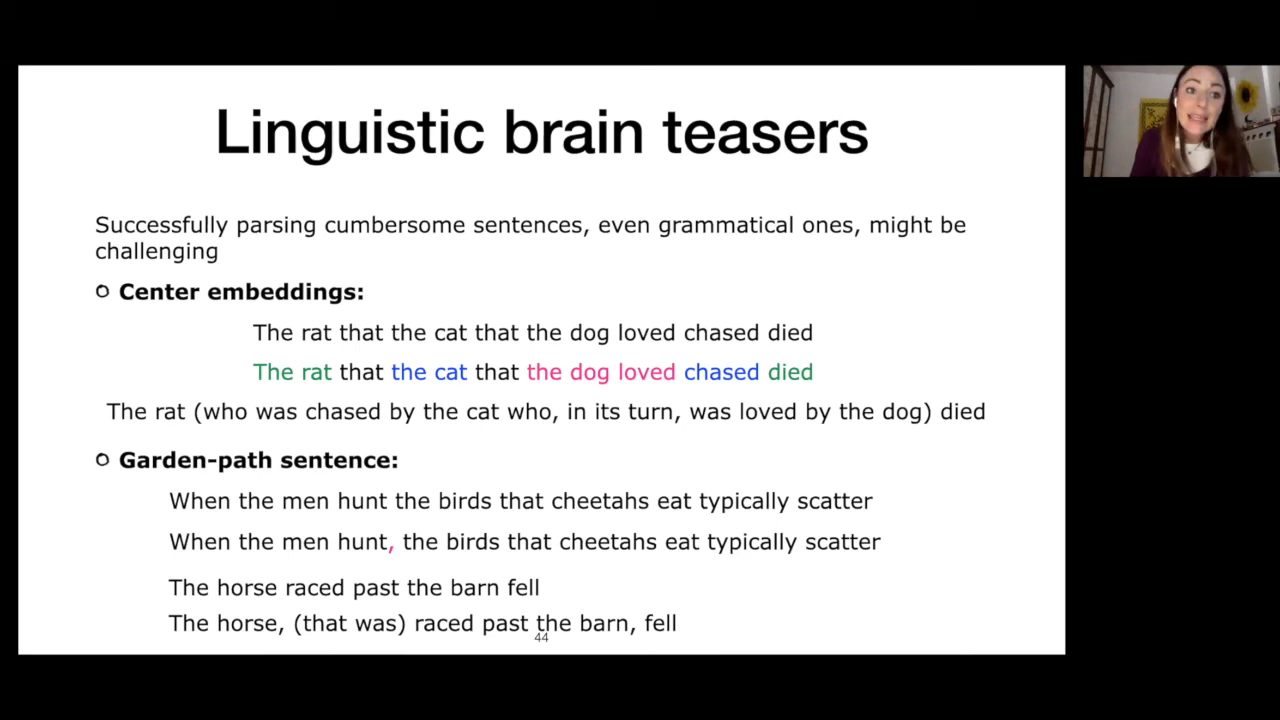 Linguistic brain teasers
Successfully parsing cumbersome sentences, even grammatical ones, might be
challenging
Center embeddings:
The rat that the cat that the dog loved chased died
The rat that the cat that the dog loved chased died
The rat (who was chased by the cat who, in its turn, was loved by the dog) died
Garden-path sentence:
When the men hunt the birds that cheetahs eat typically scatter
When the men hunt, the birds that cheetahs eat typically scatter
The horse raced past the barn fell
The horse, (that was) raced past the barn, fell
44